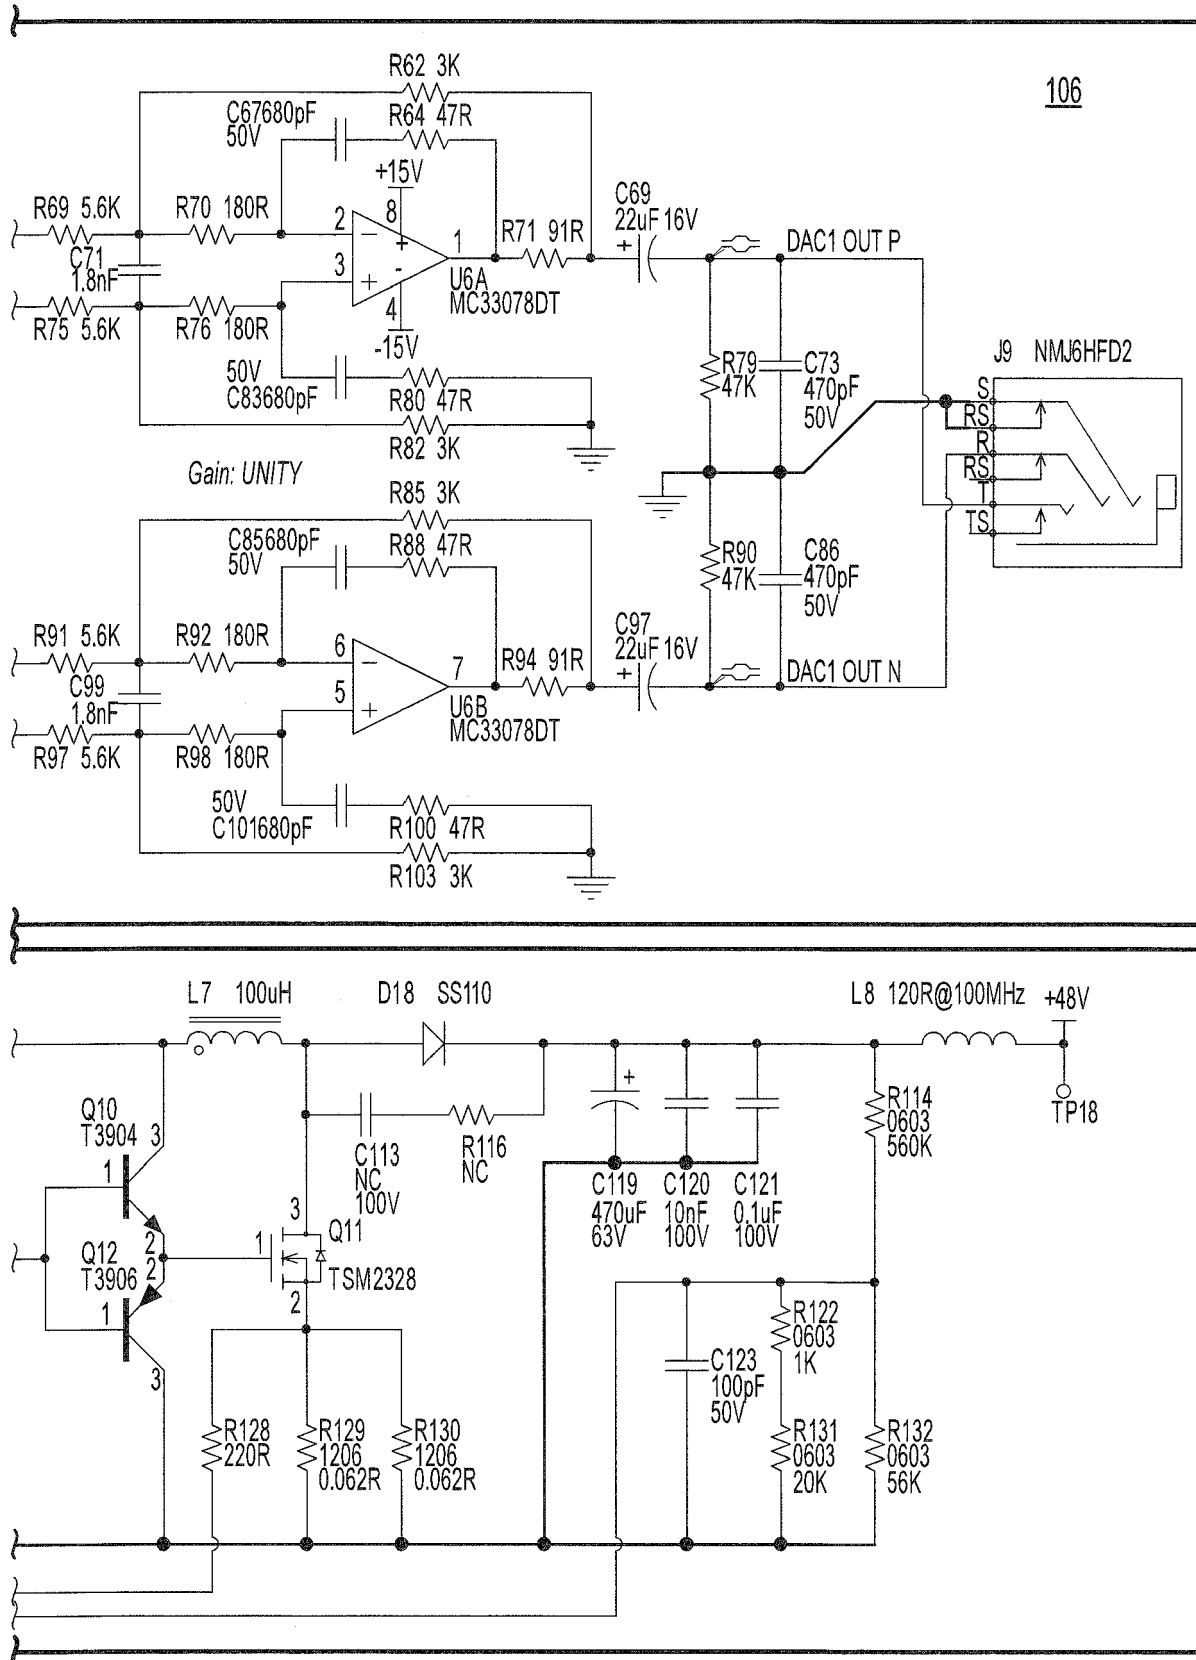 106
R62 3K
C67680pF
50V
R64 47R
+15V
R69 5.6K
R70 180R
2
8
+
1
R71 91R
C69
22uF 16V
+
DAC1 OUT P
C71
1.8nF
3
-
U6A
MC33078DT
R75 5.6K
R76 180R
4
-15V
50V
C83680pF
R80 47R
R82 3K
R79
47K
C73
470pF
50V
J9 NMJ6HFD2
S
RS
R
RS
T
TS
Gain: UNITY
R85 3K
C85680pF
50V
R88 47R
R90
47K
C86
470pF
50V
R91 5.6K
R92 180R
6
7
R94 91R
C97
22uF 16V
+
DAC1 OUT N
C99
1.8nF
5
U6B
MC33078DT
R97 5.6K
R98 180R
50V
C101680pF
R100 47R
R103 3K
L7 100uH
D18 SS110
L8 120R@100MHz
+48V
TP18
Q10
T3904
3
1
2
C113
NC
100V
R116
NC
+
C119
470uF
63V
C120
10nF
100V
C121
0.1uF
100V
R114
0603
560K
3
1
Q11
TSM2328
2
Q12
T3906
2
1
3
R122
0603
1K
C123
100pF
50V
R128
220R
R129
1206
0.062R
R130
1206
0.062R
R131
0603
20K
R132
0603
56K